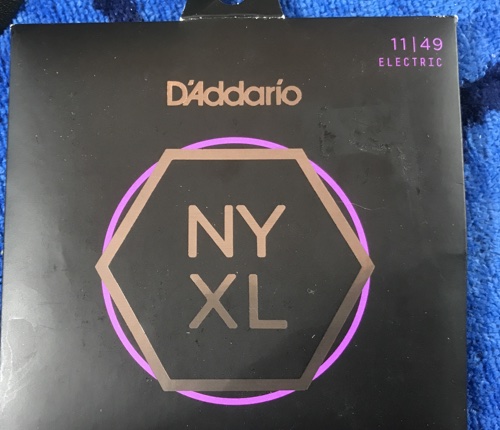 11|49
ELECTRIC
D'Addario
NY
XL